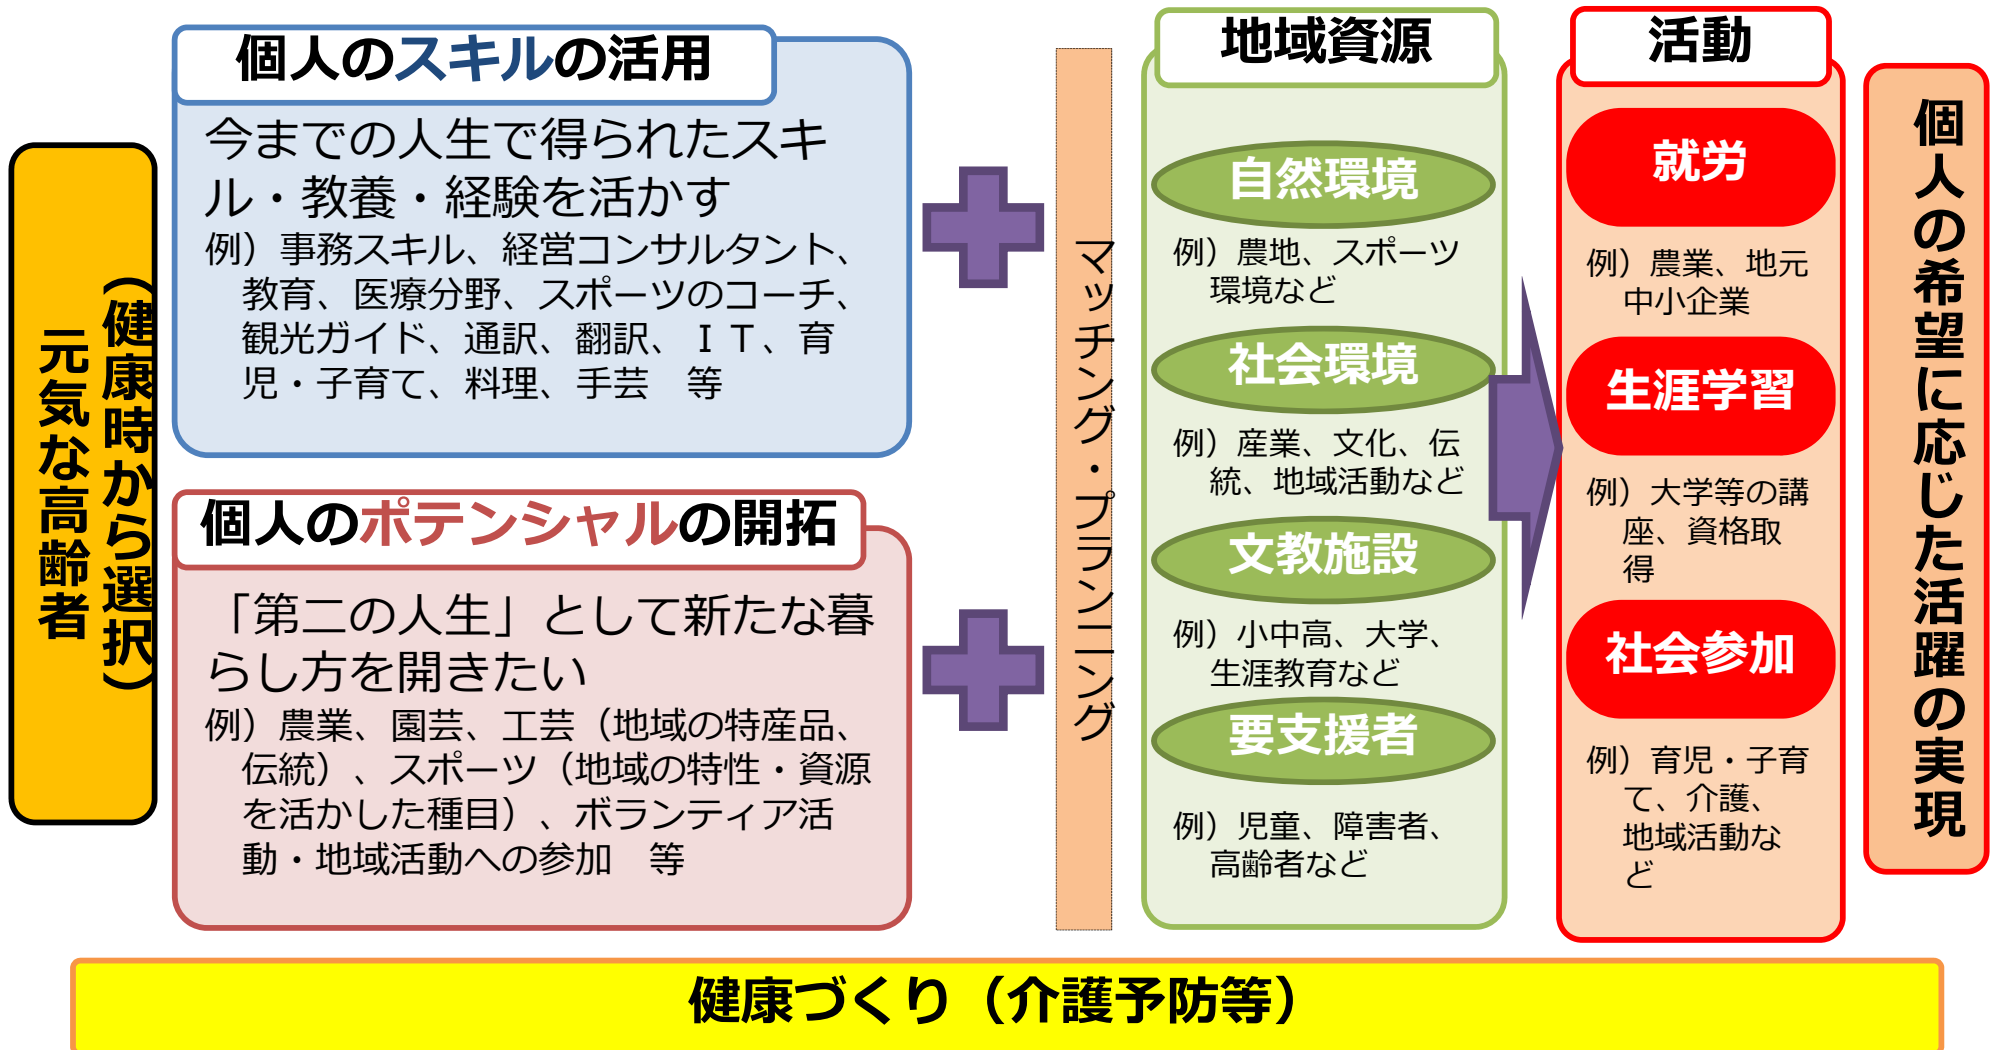 元気な高齢者
（健康時から選択）
個人のスキルの活用
今までの人生で得られたスキ
ル・教養・経験を活かす
例）事務スキル、経営コンサルタント、
教育、医療分野、スポーツのコーチ、
観光ガイド、通訳、翻訳、ＩＴ、育
児・子育て、料理、手芸　等
個人のポテンシャルの開拓
「第二の人生」として新たな暮
らし方を開きたい
例）農業、園芸、工芸（地域の特産品、
伝統）、スポーツ（地域の特性・資源
を活かした種目）、ボランティア活
動・地域活動への参加　等
マッチング・プランニング
地域資源
自然環境
例）農地、スポーツ
環境など
社会環境
例）産業、文化、伝
統、地域活動など
文教施設
例）小中高、大学、
生涯教育など
要支援者
例）児童、障害者、
高齢者など
活動
就労
例）農業、地元
中小企業
生涯学習
例）大学等の講
座、資格取
得
社会参加
例）育児・子育
て、介護、
地域活動な
ど
個人の希望に応じた活躍の実現
健康づくり（介護予防等）